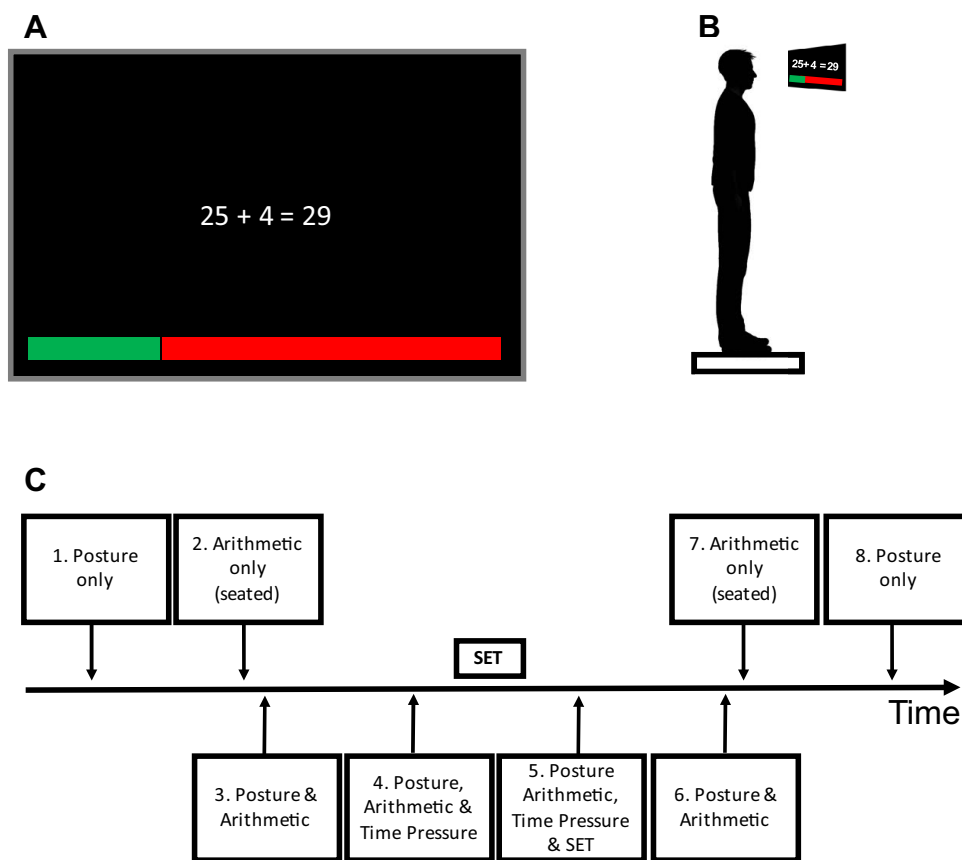 A
25 + 4 = 29
B
25+ 4 = 29
C
1. Posture
only
2. Arithmetic
only
(seated)
7. Arithmetic
only
(seated)
8. Posture
only
SET
Time
3. Posture &
Arithmetic
4. Posture,
Arithmetic &
Time Pressure
5. Posture
Arithmetic,
Time Pressure
& SET
6. Posture &
Arithmetic